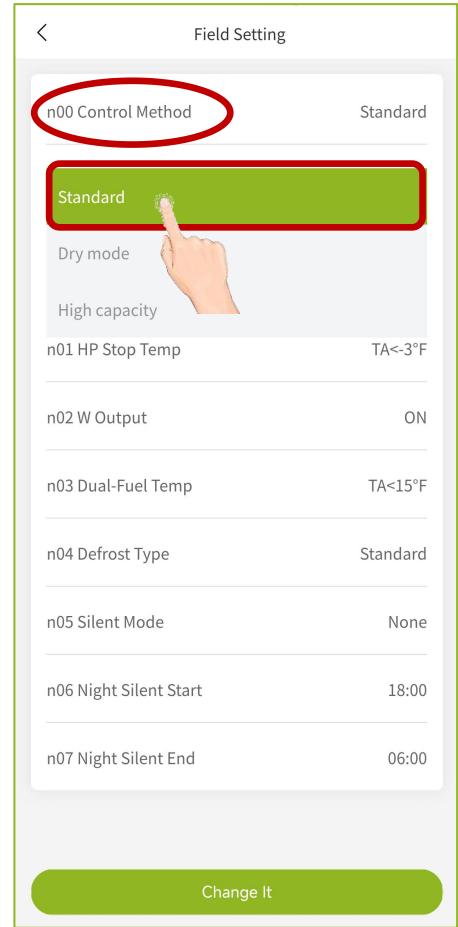 Field Setting
n00 Control Method Standard
Standard
Dry mode
High capacity
n01 HP Stop Temp TA<-3°F
n02 W Output ON
n03 Dual-Fuel Temp TA<15°F
n04 Defrost Type Standard
n05 Silent Mode None
n06 Night Silent Start 18:00
n07 Night Silent End 06:00
Change It